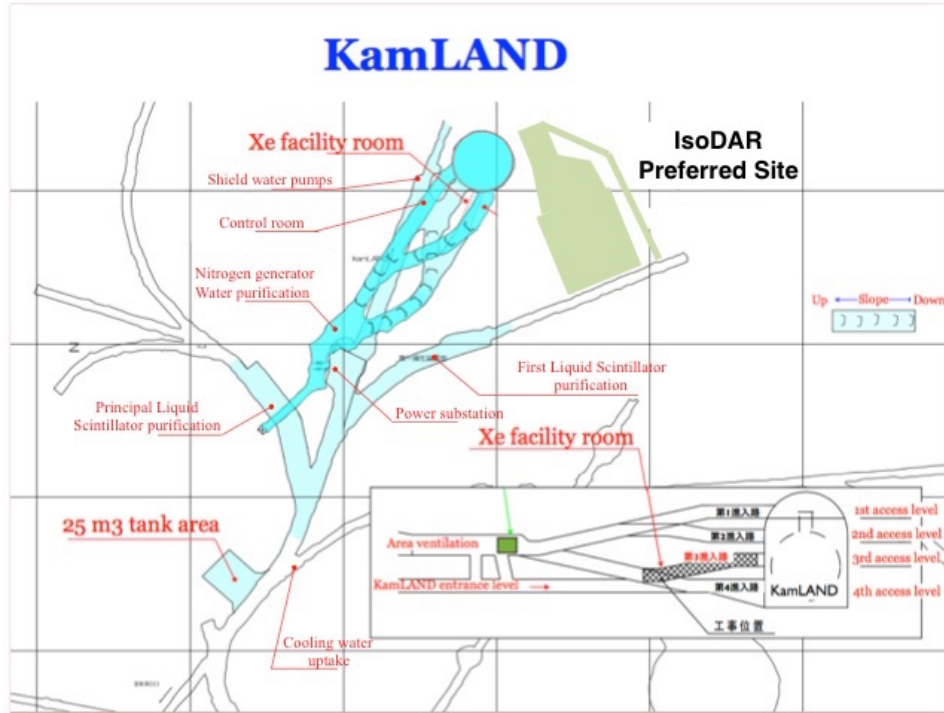 KamLAND
IsoDAR
Preferred Site
Xe facility room
Shield water pumps
Control room
Nitrogen generator
Water purification
Up
Slope
Down
N
First Liquid Scintillator
purification
Principal Liquid
Scintillator purification
Power substation
Xe facility room
25 m3 tank area
第1進入路
1st access level
第2進入路
2nd access level
Area ventilation
第3進入路
3rd access level
KamLAND entrance level
第4進入路
KamLAND
4th access level
工事位置
Cooling water
uptake